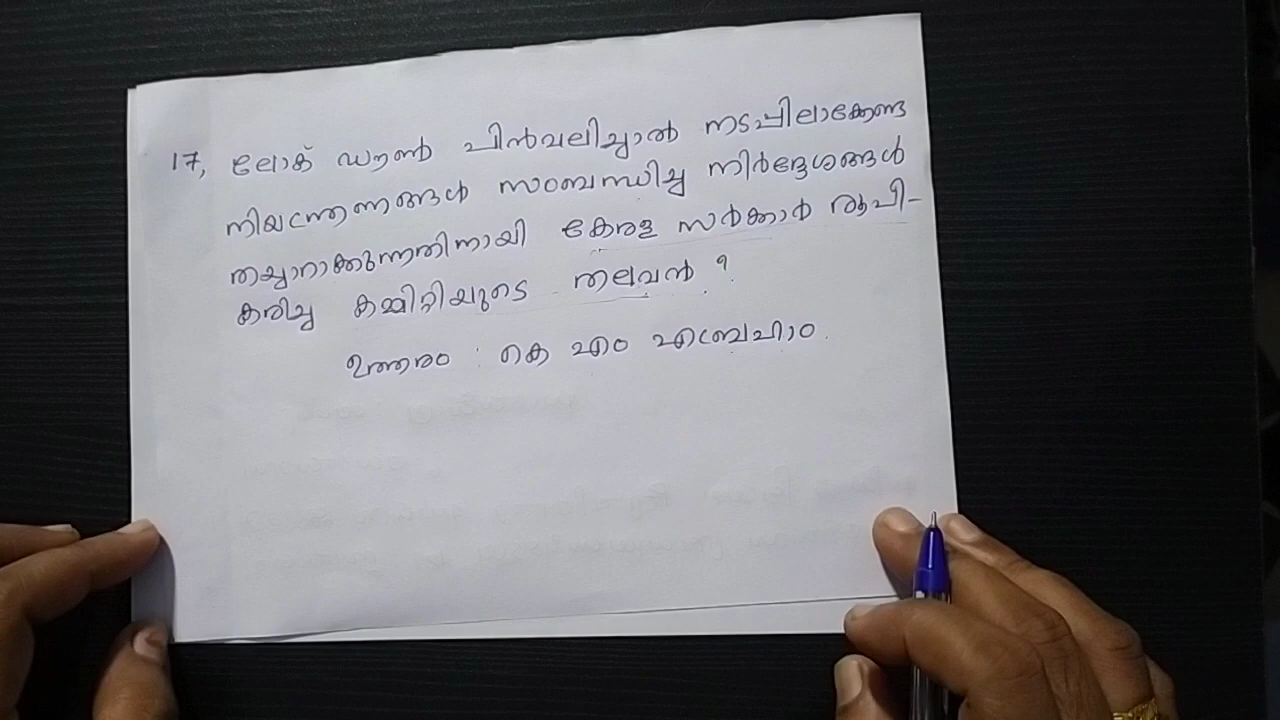 17, ലോക് ഡൗൺ പിൻവലിച്ചാൽ നടപ്പിലാക്കേണ്ട
നിയന്ത്രണങ്ങൾ സംബന്ധിച്ച നിർദ്ദേശങ്ങൾ
തയ്യാറാക്കുന്നതിനായി കേരള സർക്കാർ രൂപീ-
കരിച്ച കമ്മിറ്റിയുടെ തലവൻ ?
ഉത്തരം : കെ എം എബ്രഹാം.